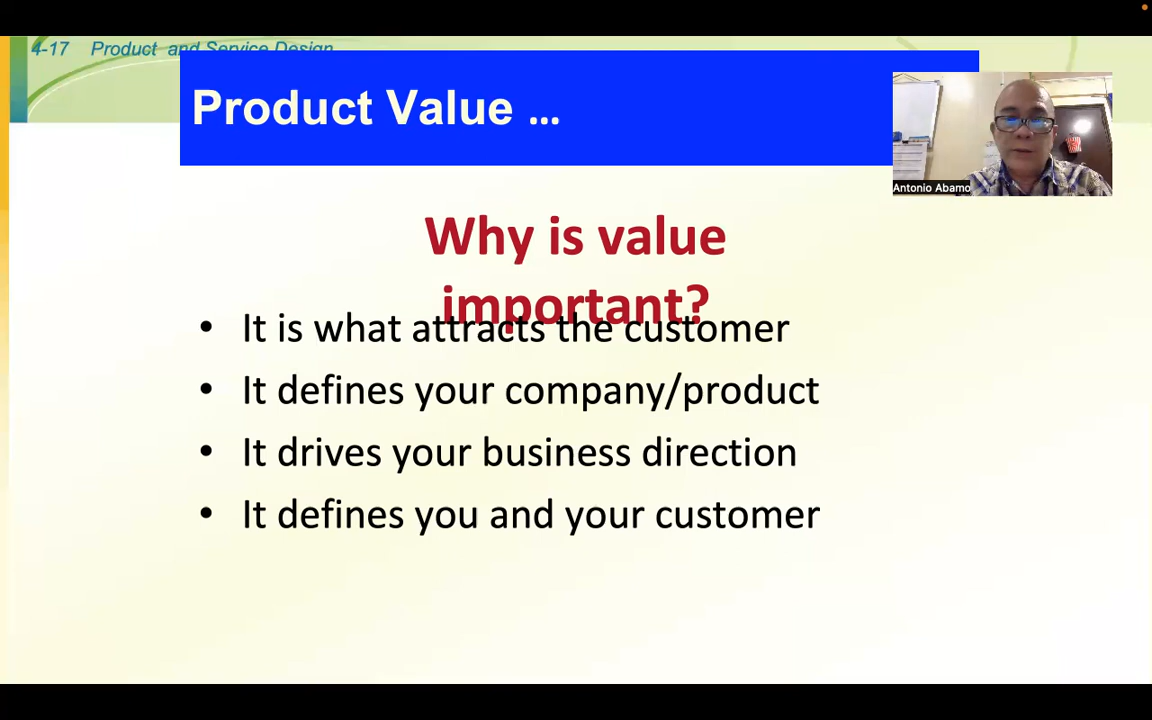 4-17 Product and Service Design
Product Value ...
Antonio Abamo
Why is value
important?
• It is what attracts the customer
• It defines your company/product
• It drives your business direction
• It defines you and your customer